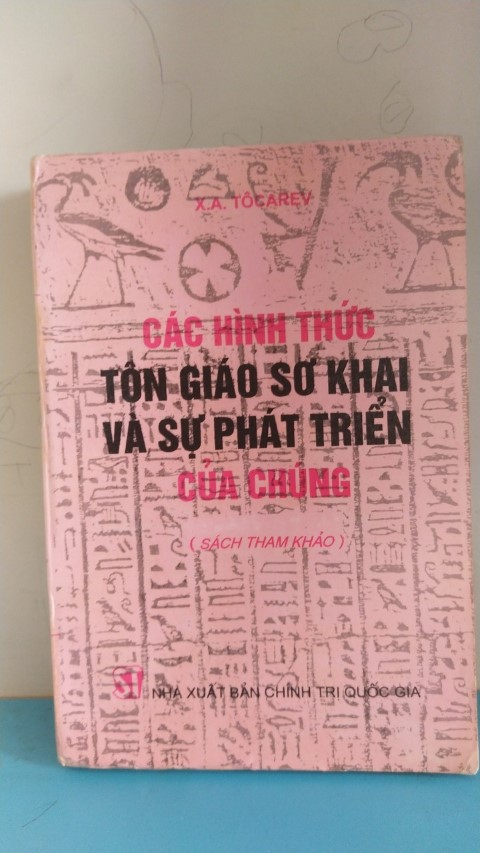 X.A. TÔCAREV
CÁC HÌNH THỨC
TÔN GIÁO SƠ KHAI
VÀ SỰ PHÁT TRIỂN
CỦA CHÚNG
( SÁCH THAM KHẢO )
NHÀ XUẤT BẢN CHÍNH TRỊ QUỐC GIA